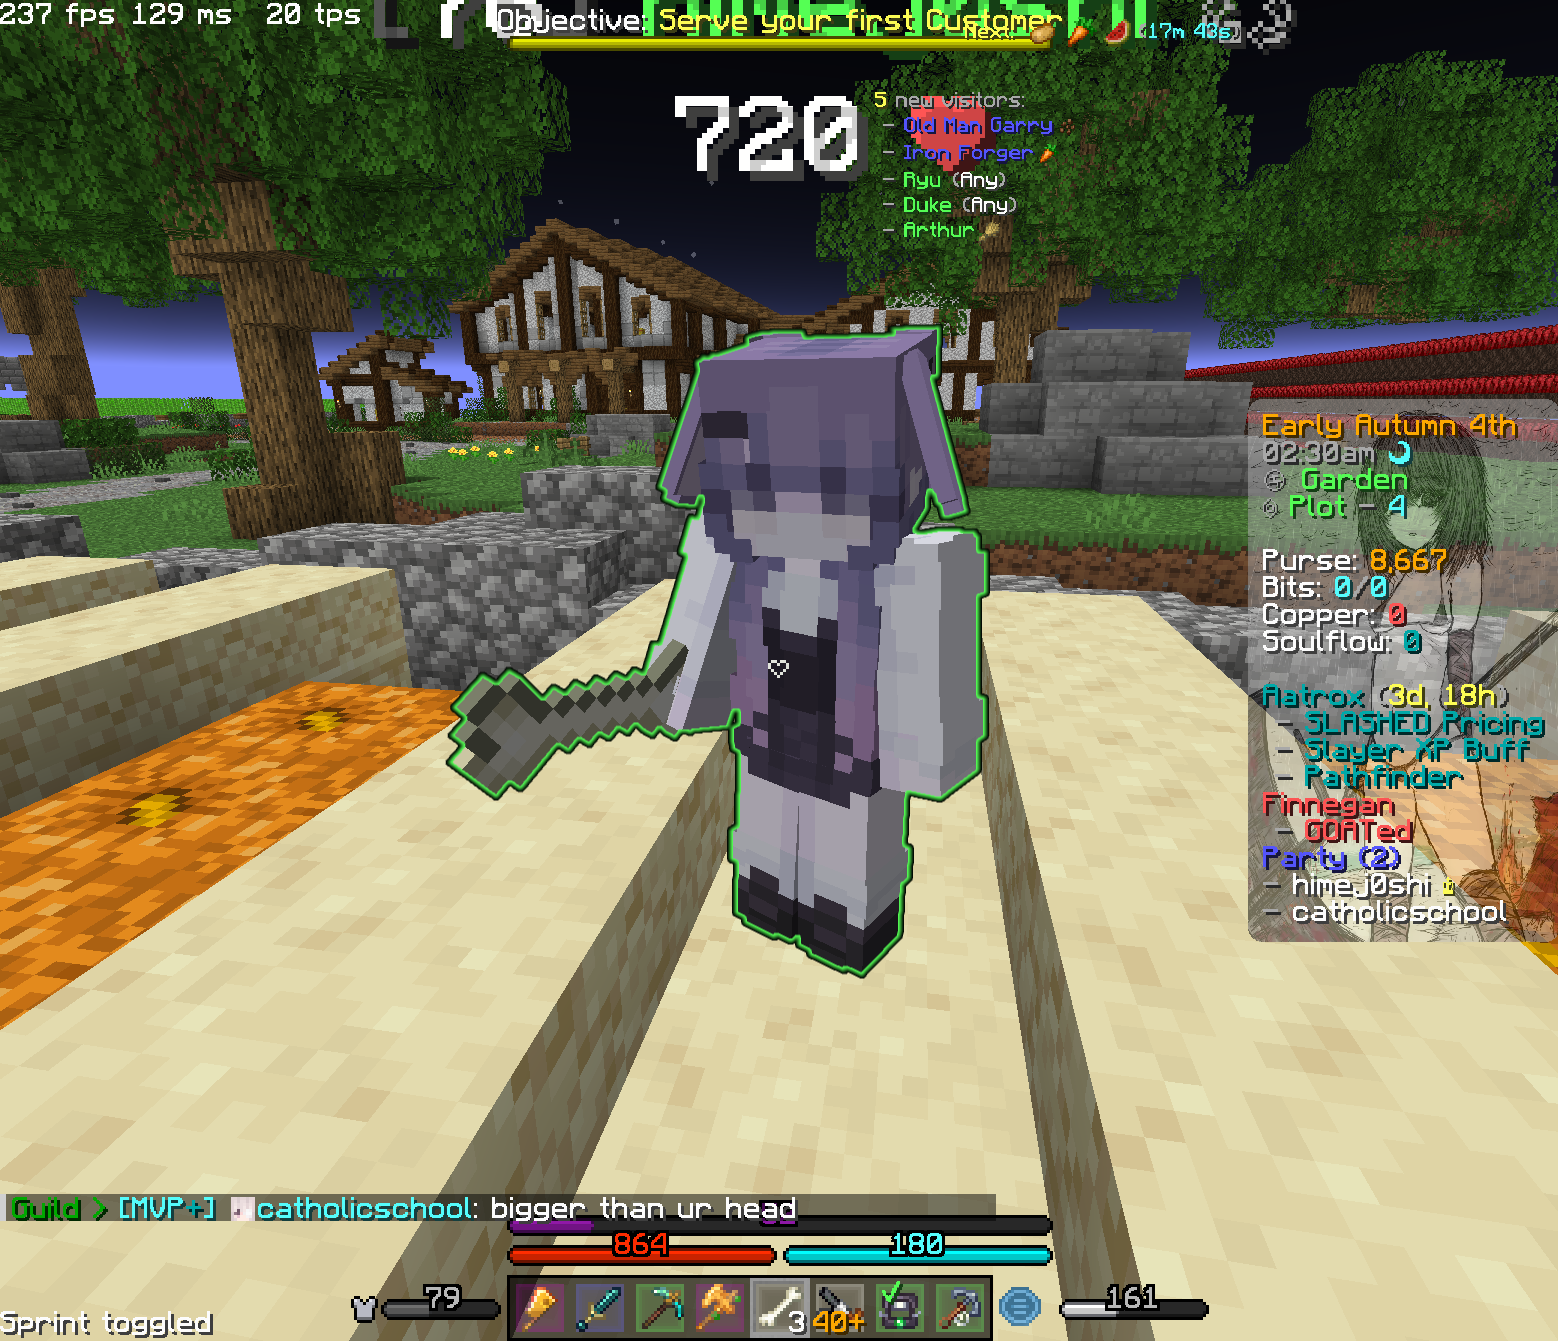 237 fps 129 ms 20 tps
Objective: Serve your first Customer
Next: 17m 43s
720
5 new visitors:
- Old Man Garry
- Iron Forger
- Ryu (Any)
- Duke (Any)
- Arthur
Early Autumn 4th
02:30am
Garden
Plot - 4
Purse: 8,667
Bits: 0/0
Copper: 0
Soulflow: 0
Aatrox (3d, 18h)
- SLASHED Pricing
- Slayer XP Buff
- Pathfinder
Finnegan
- GOATed
Party (2)
- himej0shi
- catholicschool
Guild > [MVP+] catholicschool: bigger than ur head
864
180
79
161
3
40+
Sprint toggled